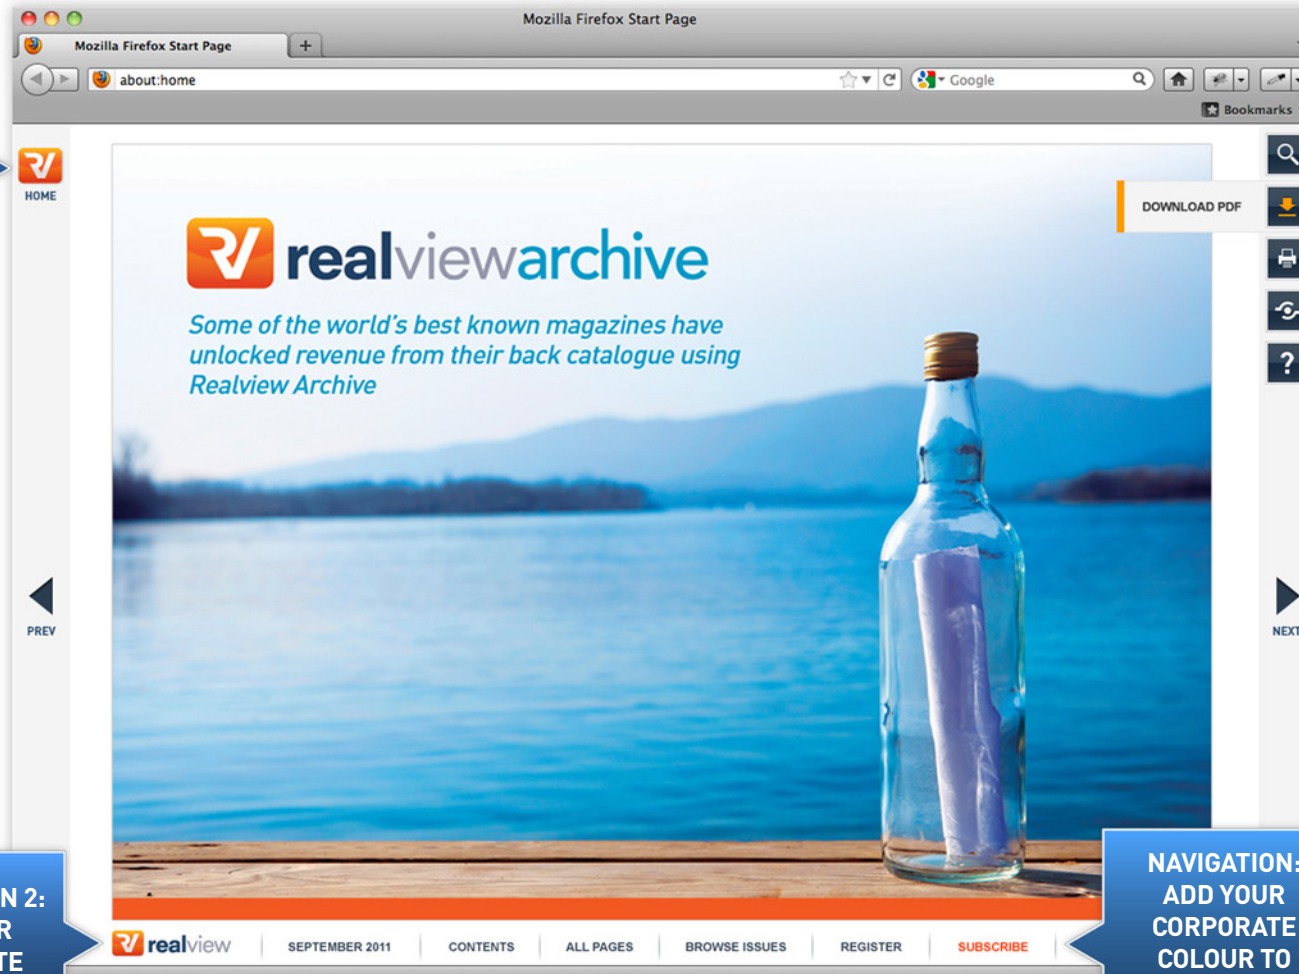 Mozilla Firefox Start Page
Mozilla Firefox Start Page
about:home
Google
Bookmarks
HOME
DOWNLOAD PDF
realviewarchive
Some of the world's best known magazines have
unlocked revenue from their back catalogue using
Realview Archive
PREV
NEXT
N 2:
R
TE
NAVIGATION:
ADD YOUR
CORPORATE
COLOUR TO
realview
SEPTEMBER 2011
CONTENTS
ALL PAGES
BROWSE ISSUES
REGISTER
SUBSCRIBE